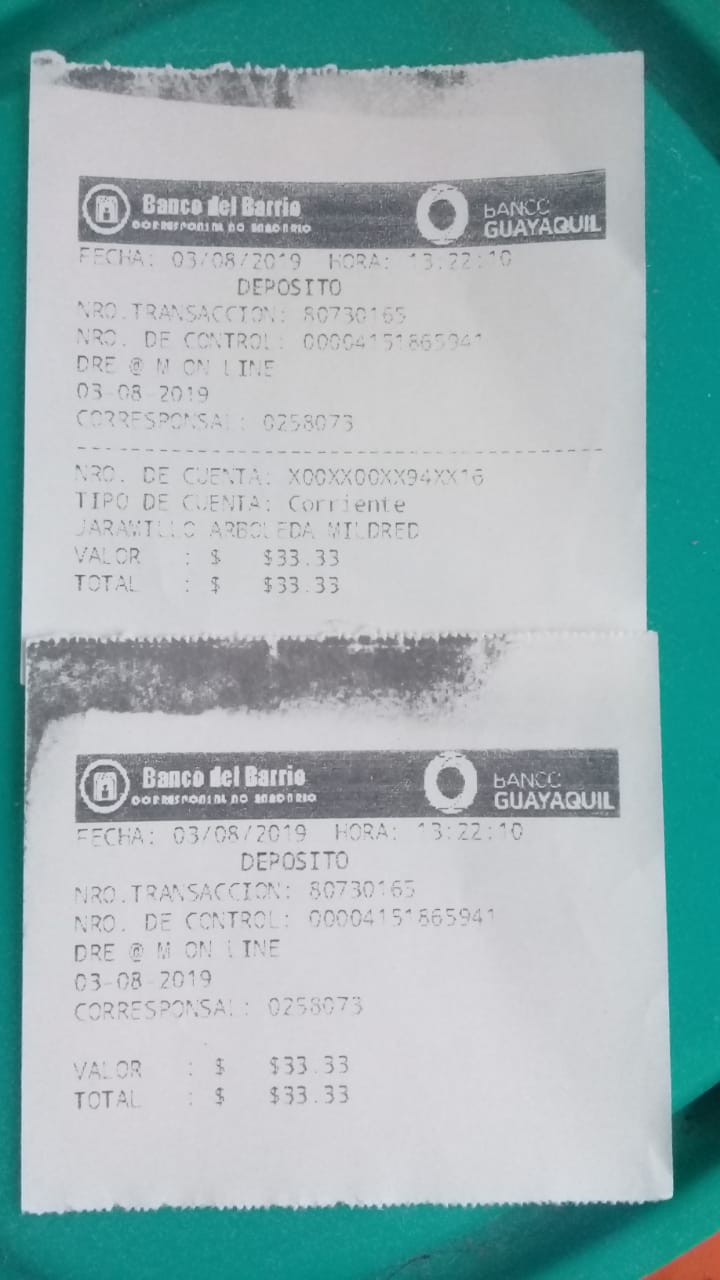 Banco del Barrio
CORRESPONSAL NO BANCARIO
BANCO
GUAYAQUIL
FECHA: 03/08/2019 HORA: 13:22:10
DEPOSITO
NRO.TRANSACCION: 80730165
NRO. DE CONTROL: 00004151865941
DRE @ M ON LINE
03-08-2019
CORRESPONSAL: 0258073
NRO. DE CUENTA: X00XX00XX94XX16
TIPO DE CUENTA: Corriente
JARAMILLO ARBOLEDA MILDRED
VALOR : $ $33.33
TOTAL : $ $33.33
Banco del Barrio
CORRESPONSAL NO BANCARIO
BANCO
GUAYAQUIL
FECHA: 03/08/2019 HORA: 13:22:10
DEPOSITO
NRO.TRANSACCION: 80730165
NRO. DE CONTROL: 00004151865941
DRE @ M ON LINE
03-08-2019
CORRESPONSAL: 0258073
VALOR : $ $33.33
TOTAL : $ $33.33